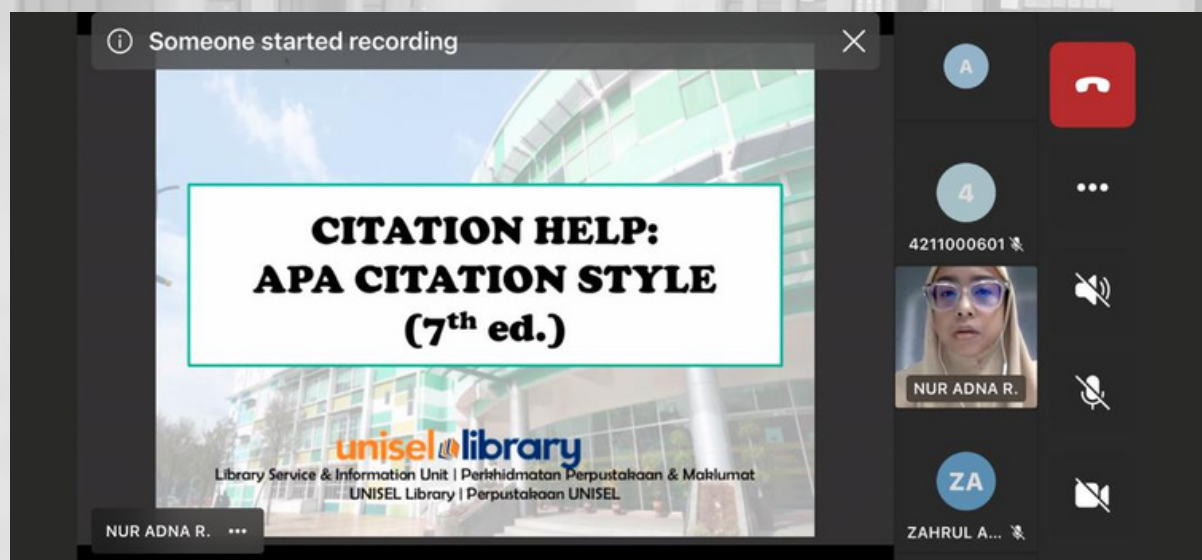 Someone started recording
CITATION HELP:
APA CITATION STYLE
(7th ed.)
unisel library
Library Service & Information Unit | Perkhidmatan Perpustakaan & Maklumat
UNISEL Library | Perpustakaan UNISEL
NUR ADNA R.
A
4
4211000601
NUR ADNA R.
ZA
ZAHRUL A...